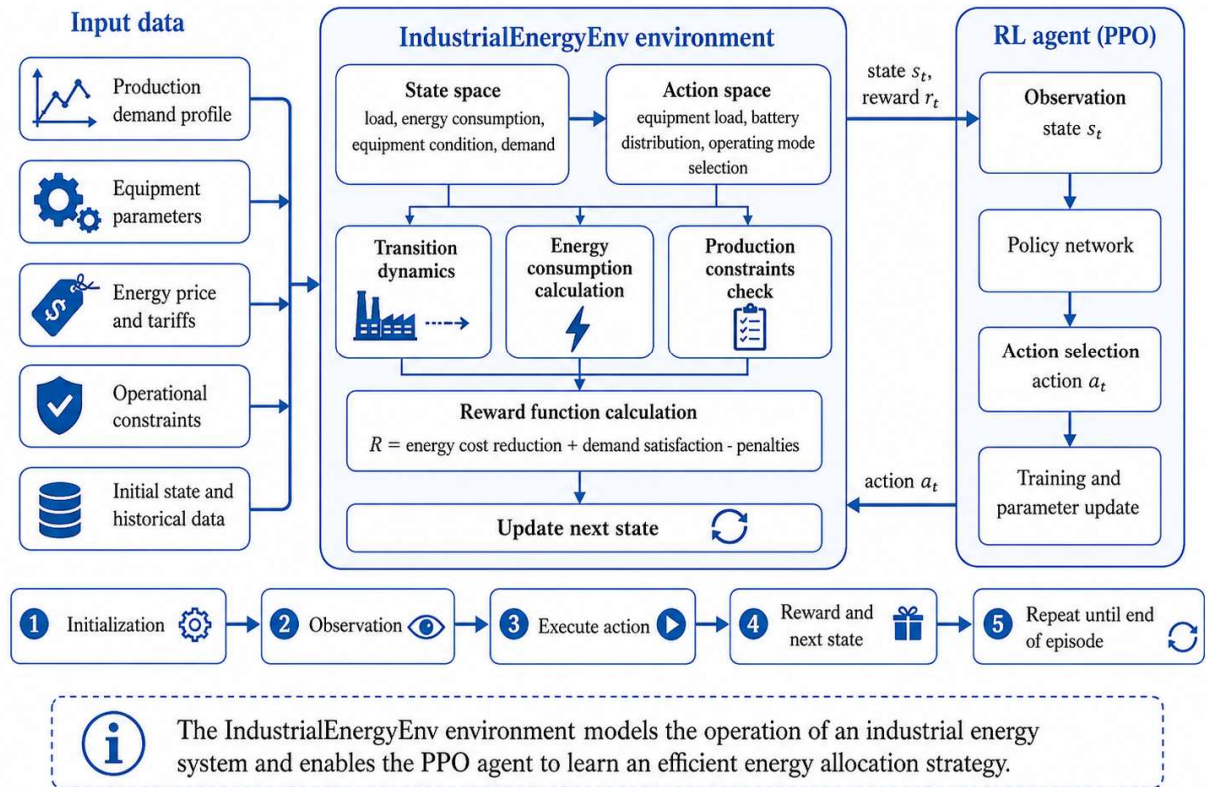 Input data
Production
demand profile
Equipment
parameters
$
Energy price
and tariffs
Operational
constraints
Initial state and
historical data
IndustrialEnergyEnv environment
State space
load, energy consumption,
equipment condition, demand
Action space
equipment load, battery
distribution, operating mode
selection
Transition
dynamics
Energy
consumption
calculation
Production
constraints
check
Reward function calculation
R = energy cost reduction + demand satisfaction - penalties
Update next state
state s_t,
reward r_t
action a_t
RL agent (PPO)
Observation
state s_t
Policy network
Action selection
action a_t
Training and
parameter update
1 Initialization
2 Observation
3 Execute action
4 Reward and
next state
5 Repeat until end
of episode
i
The IndustrialEnergyEnv environment models the operation of an industrial energy
system and enables the PPO agent to learn an efficient energy allocation strategy.